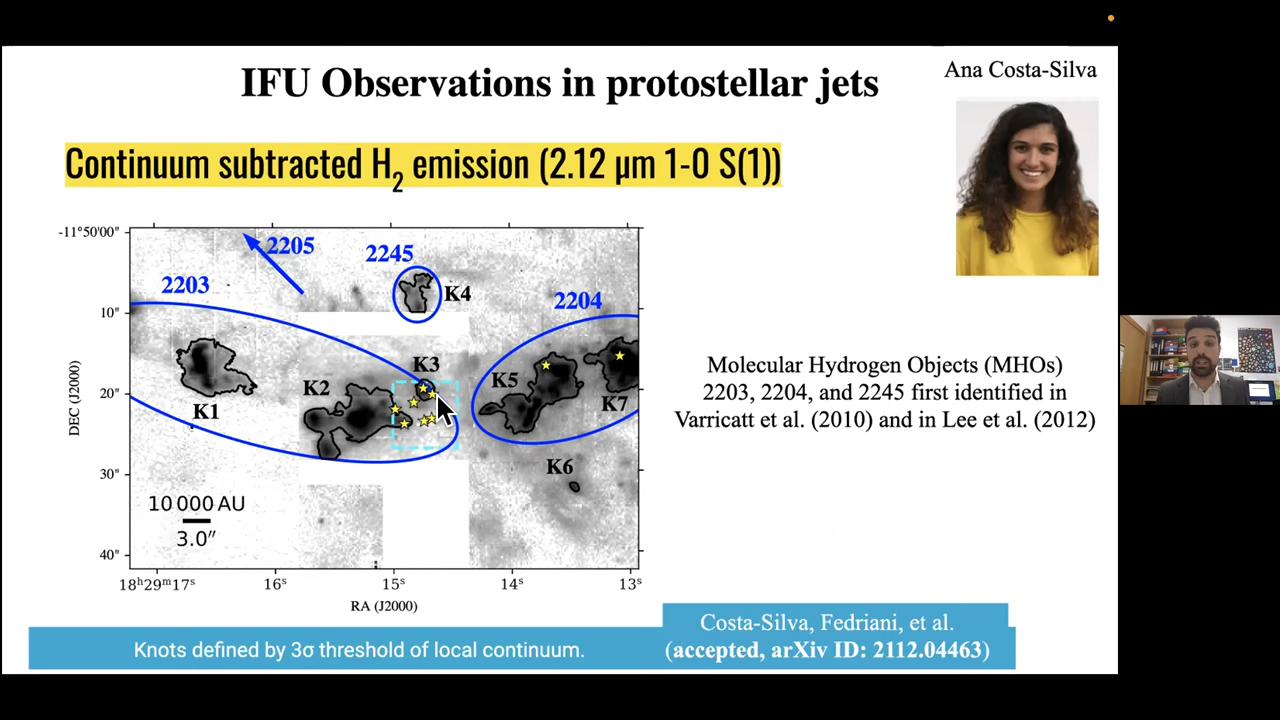 IFU Observations in protostellar jets
Ana Costa-Silva
Continuum subtracted H₂ emission (2.12 μm 1-0 S(1))
-11°50'00"
10"
20"
30"
40"
DEC (J2000)
2205
2245
2203
2204
K4
K3
K2
K5
K1
K7
K6
10 000 AU
3.0"
18ʰ29ᵐ17ˢ
16ˢ
15ˢ
14ˢ
13ˢ
RA (J2000)
Molecular Hydrogen Objects (MHOs)
2203, 2204, and 2245 first identified in
Varricatt et al. (2010) and in Lee et al. (2012)
Knots defined by 3σ threshold of local continuum.
Costa-Silva, Fedriani, et al.
(accepted, arXiv ID: 2112.04463)